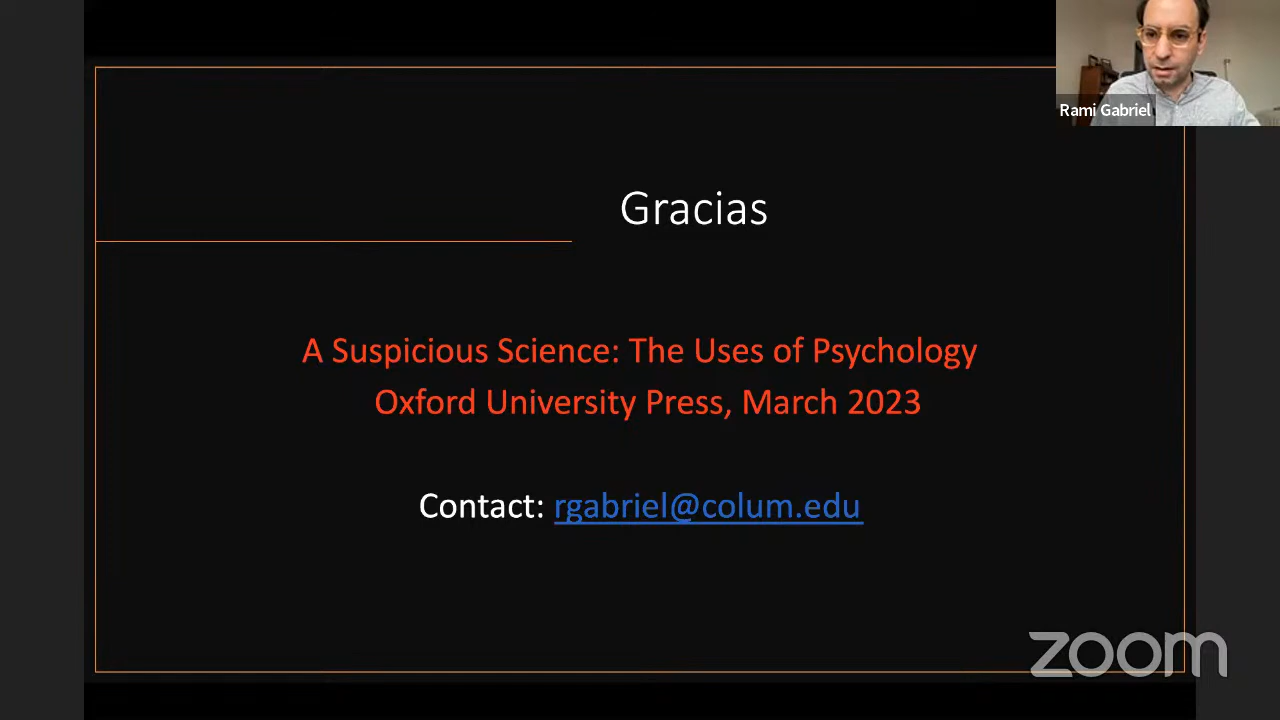 Rami Gabriel
Gracias
A Suspicious Science: The Uses of Psychology
Oxford University Press, March 2023
Contact: rgabriel@colum.edu
zoom